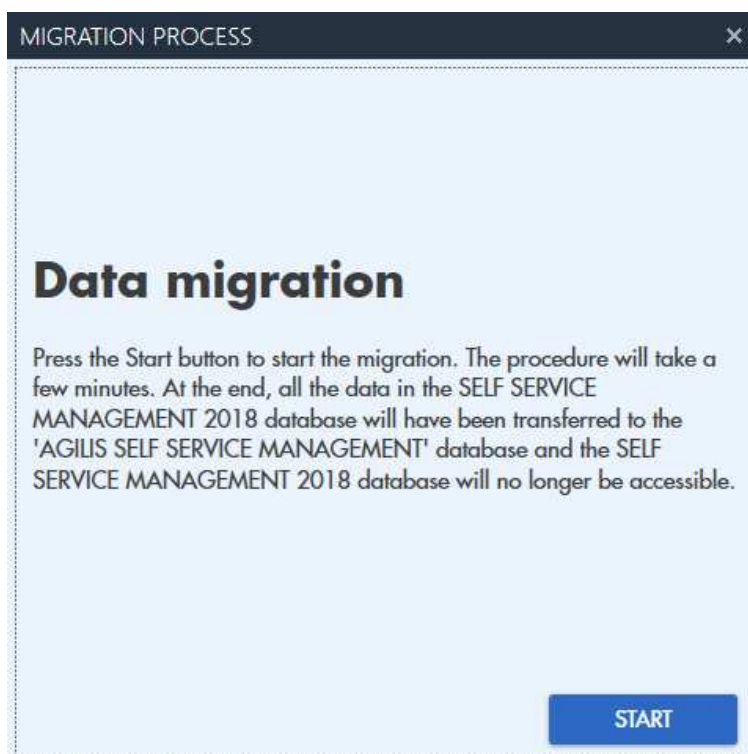 MIGRATION PROCESS
Data migration
Press the Start button to start the migration. The procedure will take a
few minutes. At the end, all the data in the SELF SERVICE
MANAGEMENT 2018 database will have been transferred to the
'AGILIS SELF SERVICE MANAGEMENT' database and the SELF
SERVICE MANAGEMENT 2018 database will no longer be accessible.
START